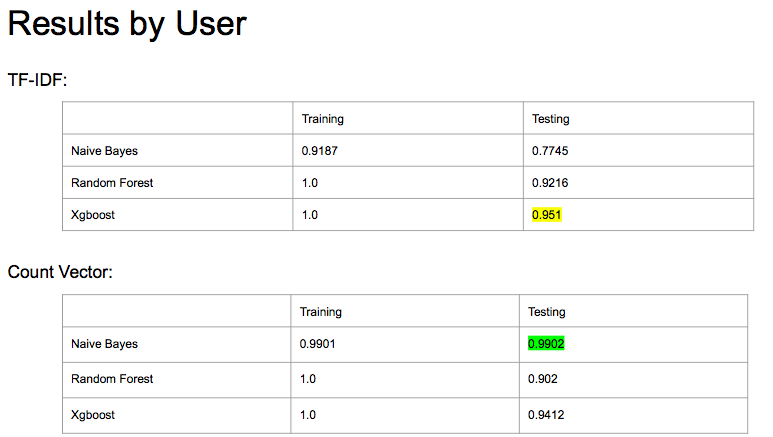 Results by User
TF-IDF:
Training Testing
Naive Bayes 0.9187 0.7745
Random Forest 1.0 0.9216
Xgboost 1.0 0.951
Count Vector:
Training Testing
Naive Bayes 0.9901 0.9902
Random Forest 1.0 0.902
Xgboost 1.0 0.9412